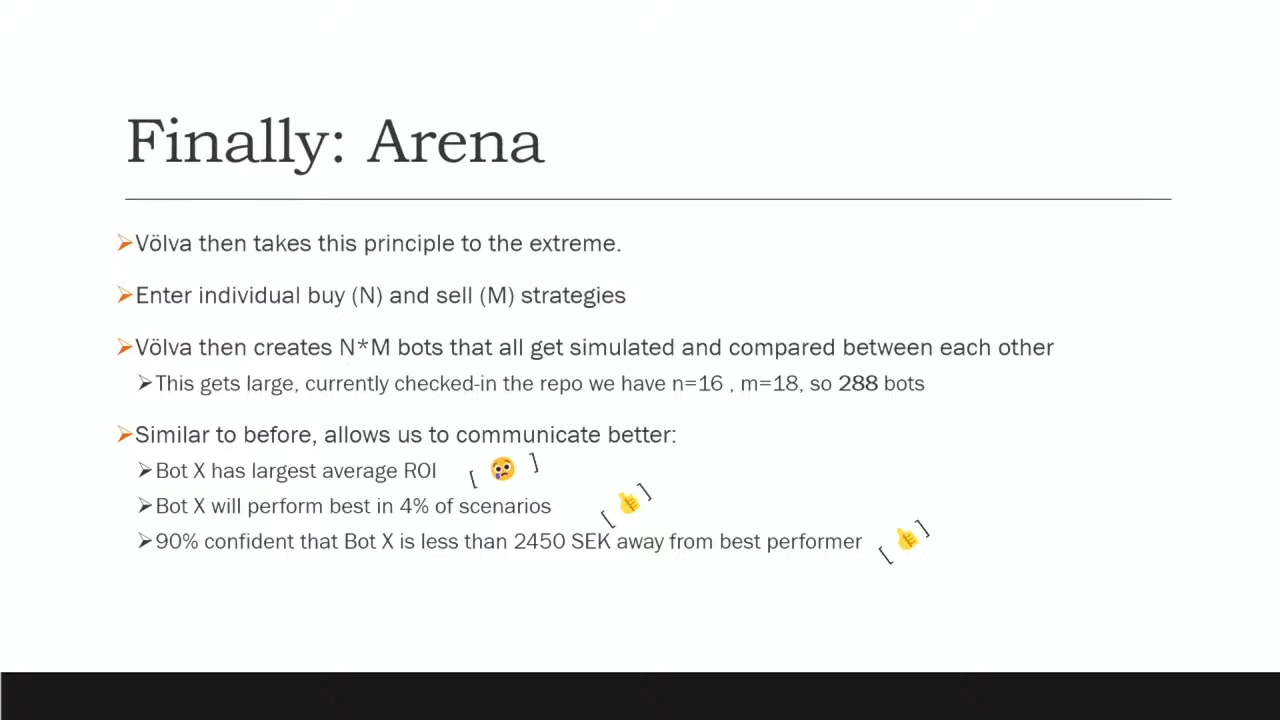 Finally: Arena
Völva then takes this principle to the extreme.
Enter individual buy (N) and sell (M) strategies
Völva then creates N*M bots that all get simulated and compared between each other
This gets large, currently checked-in the repo we have n=16 , m=18, so 288 bots
Similar to before, allows us to communicate better:
Bot X has largest average ROI [ 😢 ]
Bot X will perform best in 4% of scenarios [ 👍 ]
90% confident that Bot X is less than 2450 SEK away from best performer [ 👍 ]